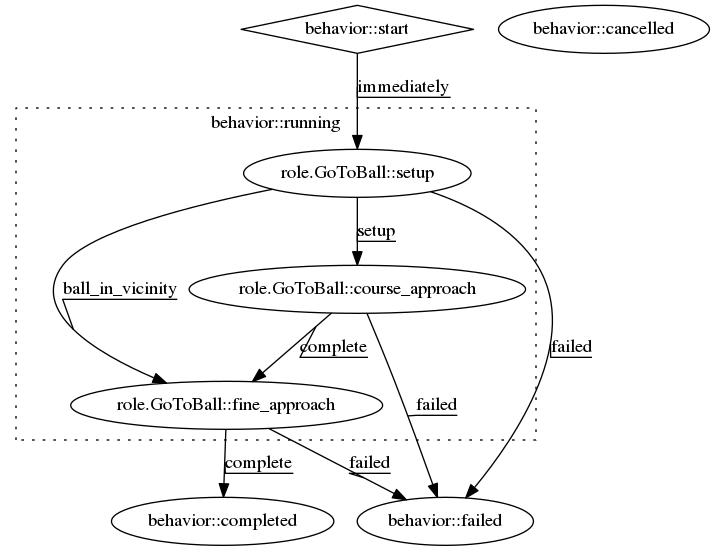 behavior::start
behavior::cancelled
immediately
behavior::running
role.GoToBall::setup
setup
ball_in_vicinity
role.GoToBall::course_approach
complete
failed
role.GoToBall::fine_approach
failed
complete
failed
behavior::completed
behavior::failed